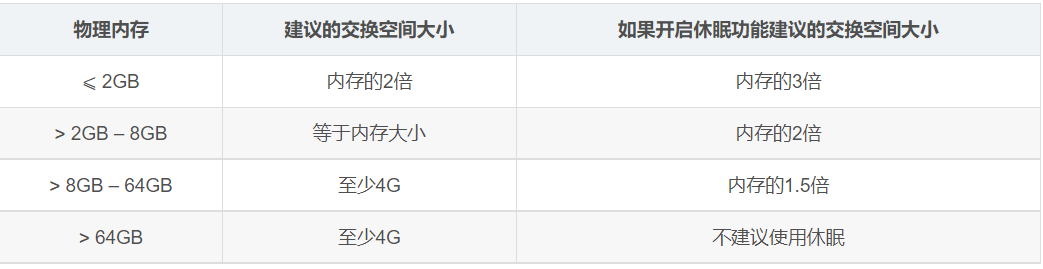 物理内存 建议的交换空间大小 如果开启休眠功能建议的交换空间大小
⩽ 2GB 内存的2倍 内存的3倍
> 2GB – 8GB 等于内存大小 内存的2倍
> 8GB – 64GB 至少4G 内存的1.5倍
> 64GB 至少4G 不建议使用休眠